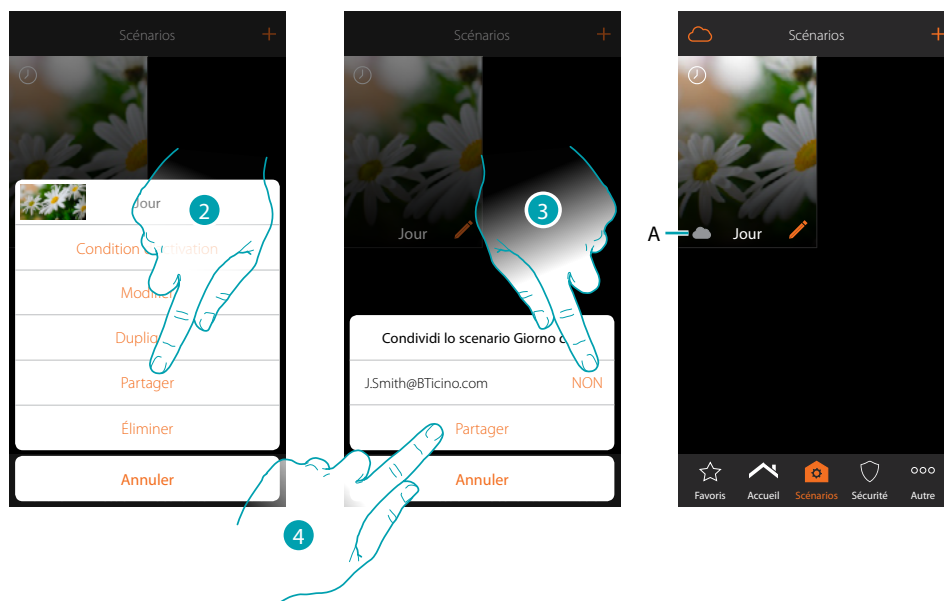 Scénarios +
Jour
2
Condition d'activation
Modifier
Partager
Éliminer
Annuler
4
Scénarios +
Jour
3
Condividi lo scenario Giorno
J.Smith@BTicino.com NON
Partager
Annuler
Scénarios +
A
Jour
Favoris Accueil Scénarios Sécurité Autre